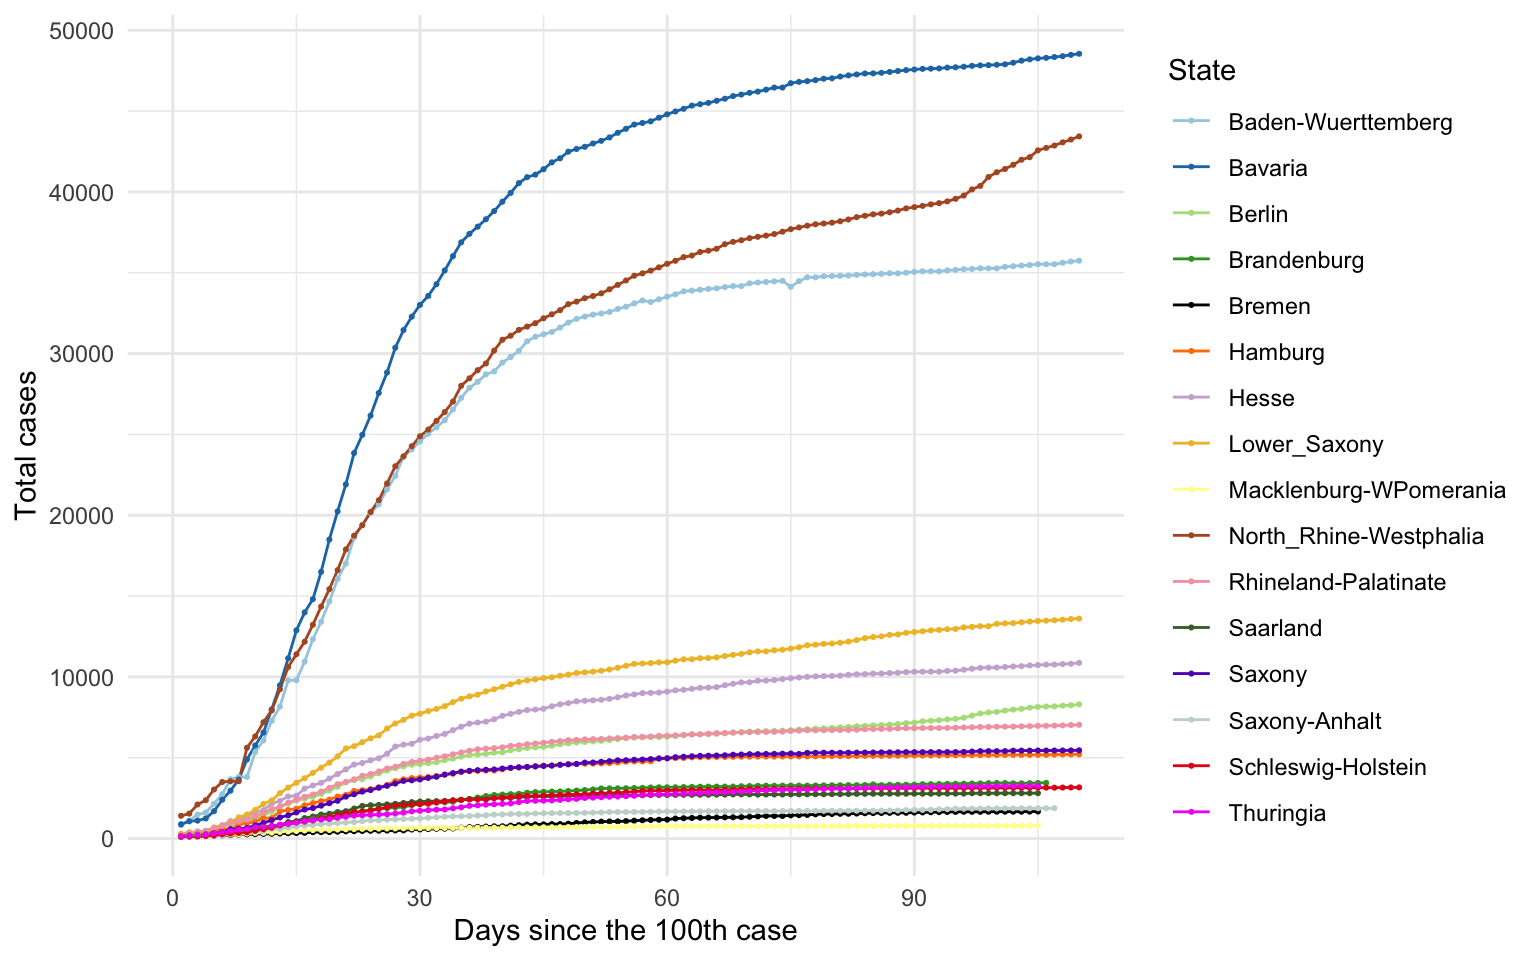 50000
40000
30000
20000
10000
0
Total cases
0 30 60 90
Days since the 100th case
State
Baden-Wuerttemberg
Bavaria
Berlin
Brandenburg
Bremen
Hamburg
Hesse
Lower_Saxony
Macklenburg-WPomerania
North_Rhine-Westphalia
Rhineland-Palatinate
Saarland
Saxony
Saxony-Anhalt
Schleswig-Holstein
Thuringia